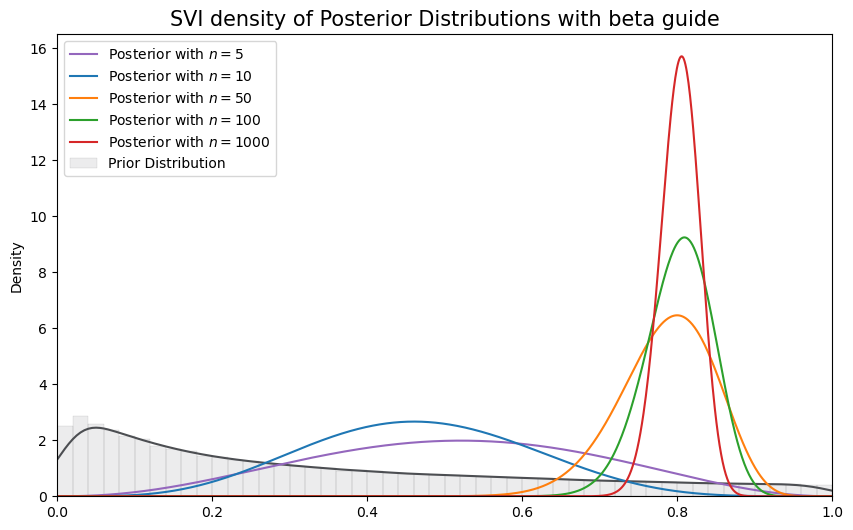 SVI density of Posterior Distributions with beta guide
Posterior with n = 5
Posterior with n = 10
Posterior with n = 50
Posterior with n = 100
Posterior with n = 1000
Prior Distribution
Density
16
14
12
10
8
6
4
2
0
0.0 0.2 0.4 0.6 0.8 1.0